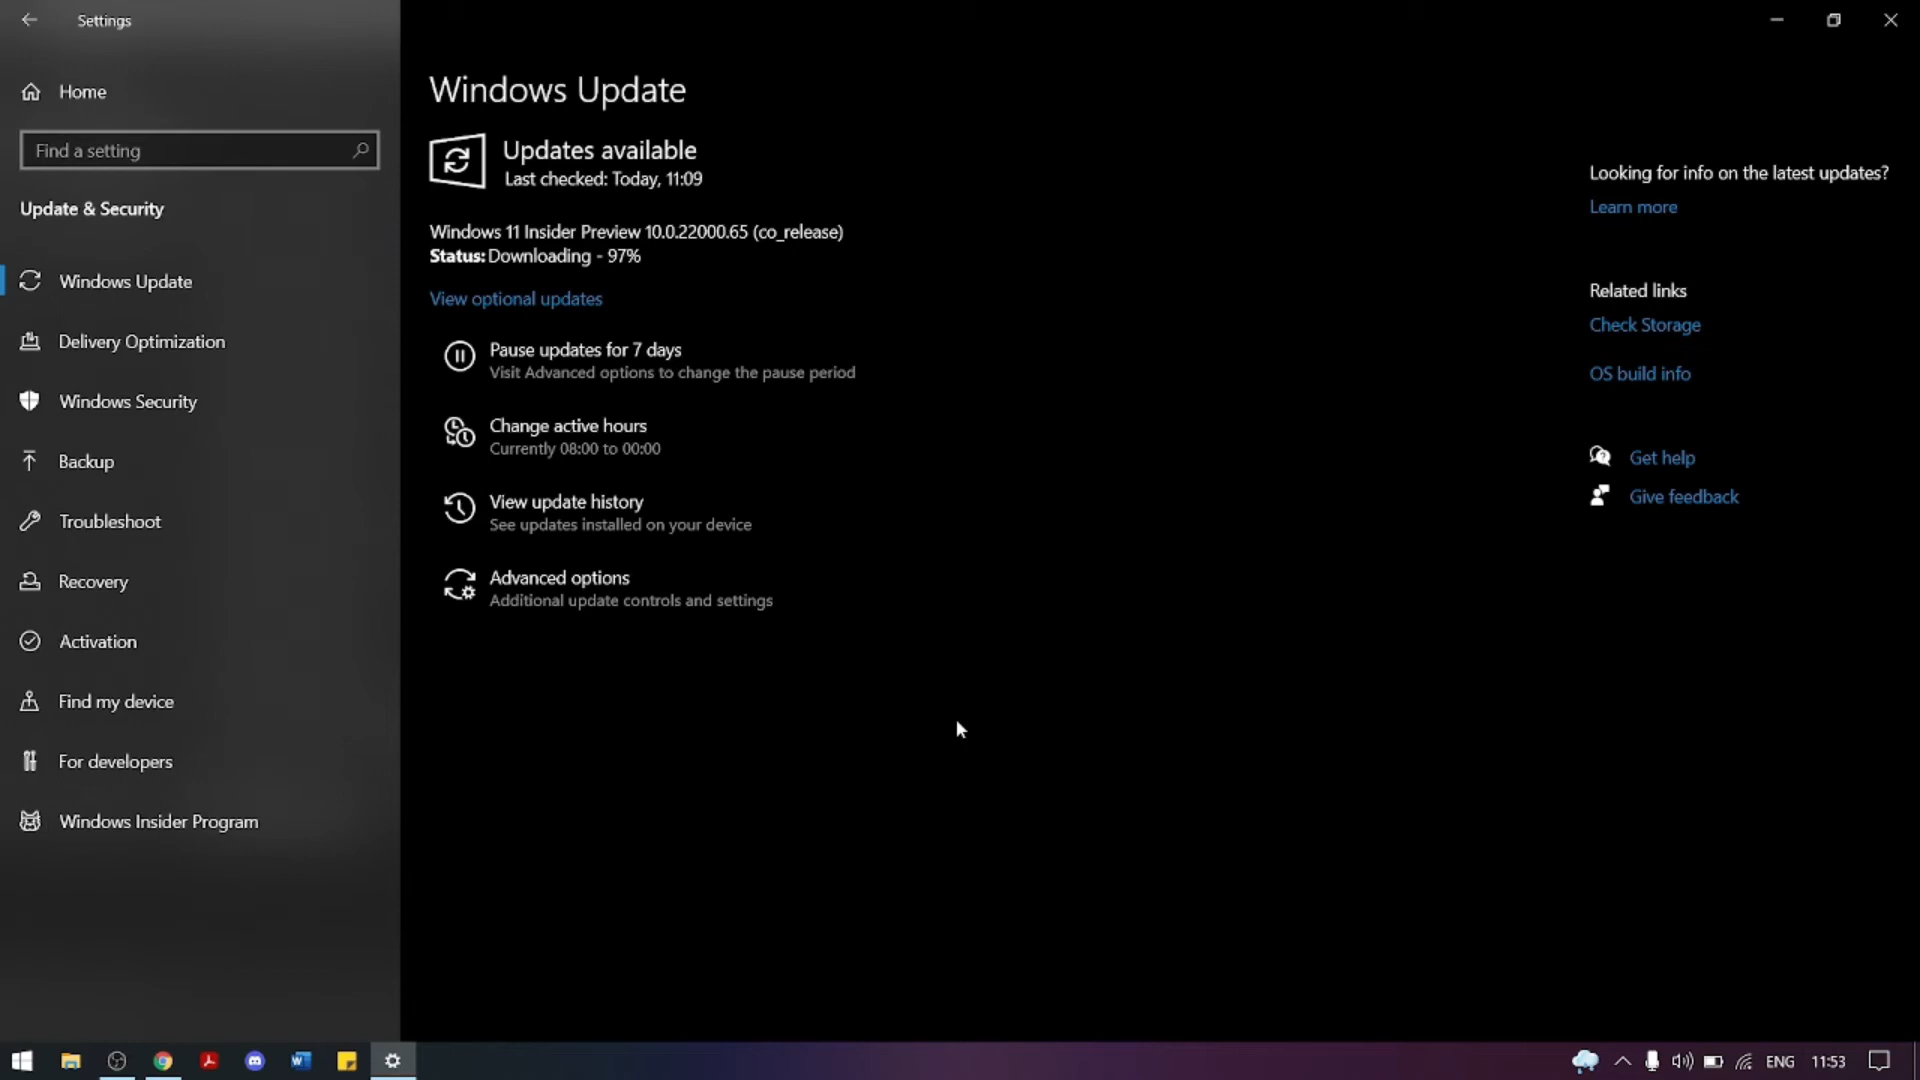 Settings
Home
Find a setting
Update & Security
Windows Update
Delivery Optimization
Windows Security
Backup
Troubleshoot
Recovery
Activation
Find my device
For developers
Windows Insider Program
Windows Update
Updates available
Last checked: Today, 11:09
Windows 11 Insider Preview 10.0.22000.65 (co_release)
Status: Downloading - 97%
View optional updates
Pause updates for 7 days
Visit Advanced options to change the pause period
Change active hours
Currently 08:00 to 00:00
View update history
See updates installed on your device
Advanced options
Additional update controls and settings
Looking for info on the latest updates?
Learn more
Related links
Check Storage
OS build info
Get help
Give feedback
ENG 11:53